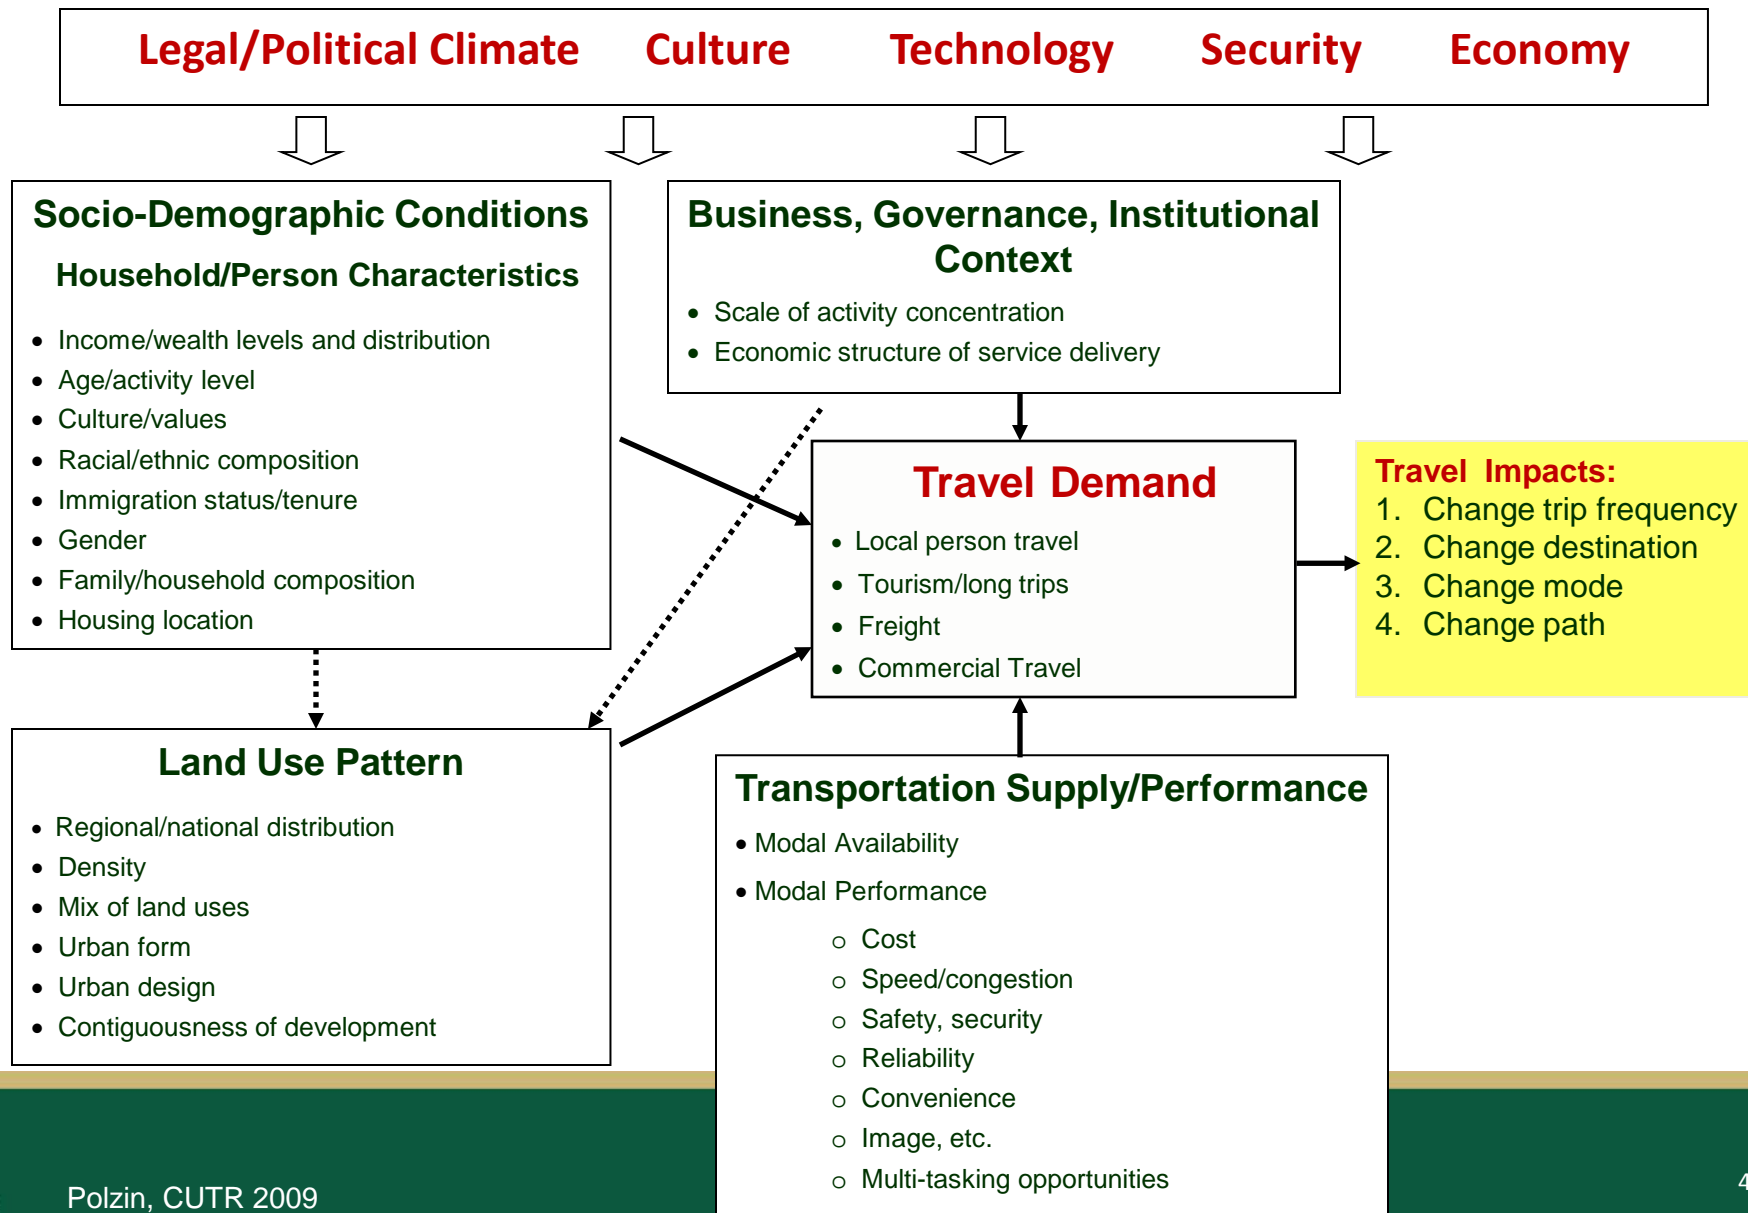 Legal/Political Climate Culture Technology Security Economy
Socio-Demographic Conditions
Household/Person Characteristics
• Income/wealth levels and distribution
• Age/activity level
• Culture/values
• Racial/ethnic composition
• Immigration status/tenure
• Gender
• Family/household composition
• Housing location
Business, Governance, Institutional
Context
• Scale of activity concentration
• Economic structure of service delivery
Travel Demand
• Local person travel
• Tourism/long trips
• Freight
• Commercial Travel
Travel Impacts:
1. Change trip frequency
2. Change destination
3. Change mode
4. Change path
Land Use Pattern
• Regional/national distribution
• Density
• Mix of land uses
• Urban form
• Urban design
• Contiguousness of development
Transportation Supply/Performance
• Modal Availability
• Modal Performance
o Cost
o Speed/congestion
o Safety, security
o Reliability
o Convenience
o Image, etc.
o Multi-tasking opportunities
Polzin, CUTR 2009
4